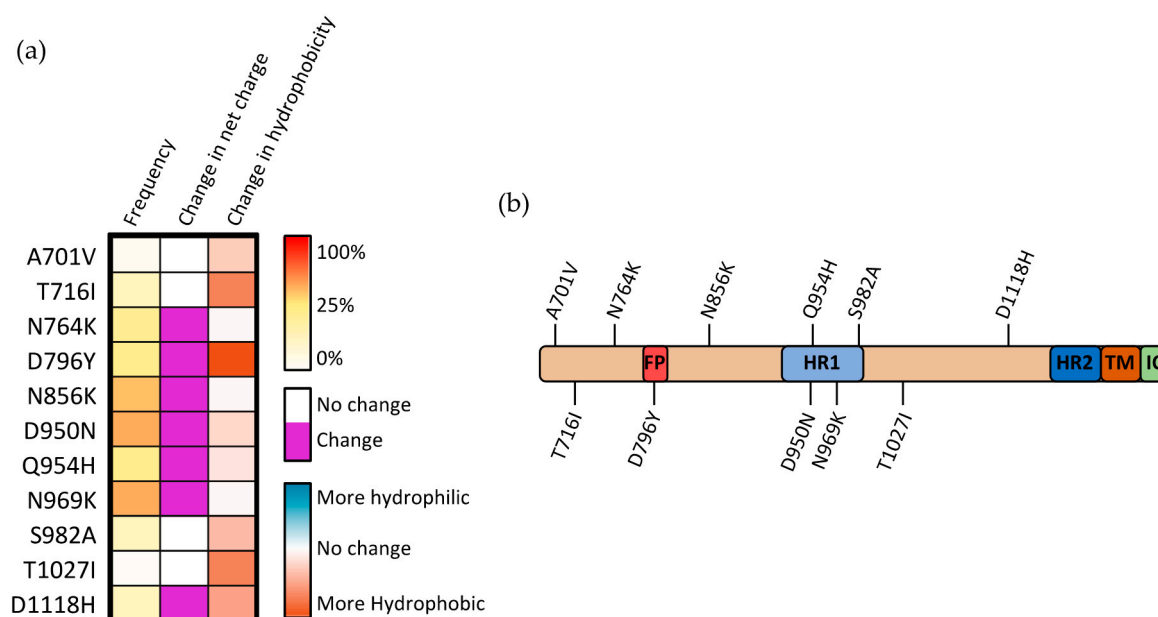 (a)
Frequency
Change in net charge
Change in hydrophobicity
A701V
T716I
N764K
D796Y
N856K
D950N
Q954H
N969K
S982A
T1027I
D1118H
100%
25%
0%
No change
Change
More hydrophilic
No change
More Hydrophobic
(b)
A701V
N764K
N856K
Q954H
S982A
D1118H
FP
HR1
HR2
TM
T716I
D796Y
D950N
N969K
T1027I